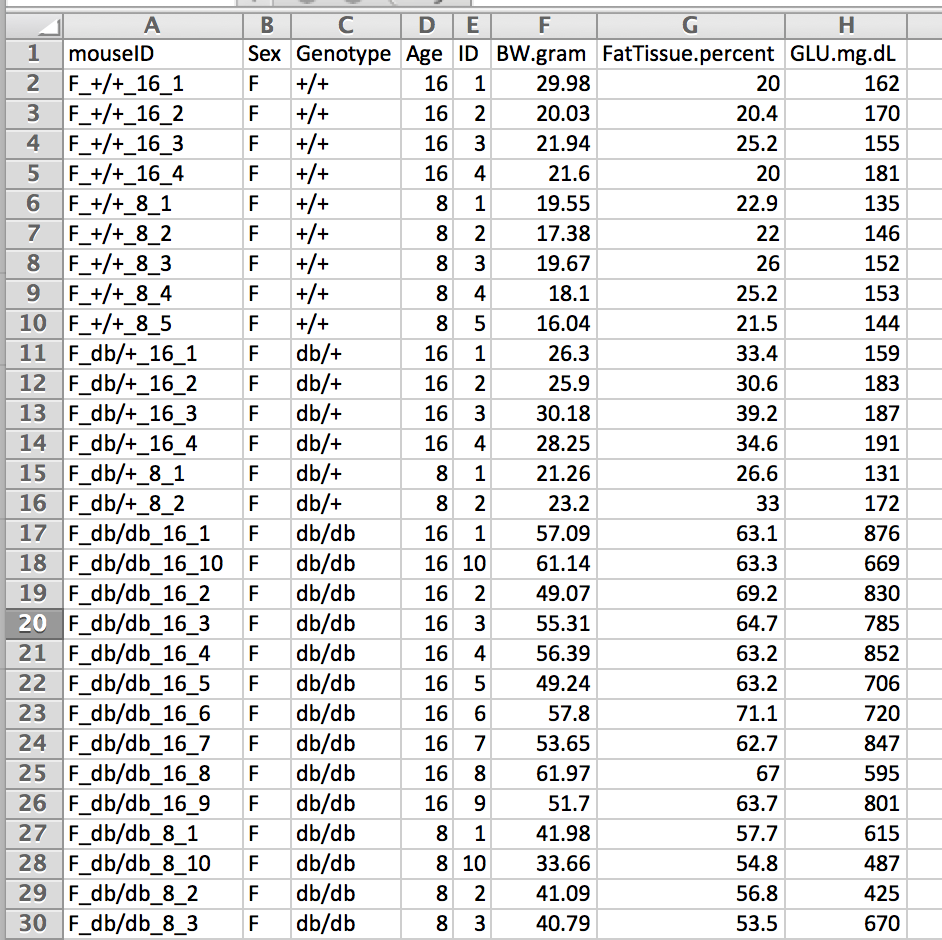 A B C D E F G H
1 mouseID Sex Genotype Age ID BW.gram FatTissue.percent GLU.mg.dL
2 F_+/+_16_1 F +/+ 16 1 29.98 20 162
3 F_+/+_16_2 F +/+ 16 2 20.03 20.4 170
4 F_+/+_16_3 F +/+ 16 3 21.94 25.2 155
5 F_+/+_16_4 F +/+ 16 4 21.6 20 181
6 F_+/+_8_1 F +/+ 8 1 19.55 22.9 135
7 F_+/+_8_2 F +/+ 8 2 17.38 22 146
8 F_+/+_8_3 F +/+ 8 3 19.67 26 152
9 F_+/+_8_4 F +/+ 8 4 18.1 25.2 153
10 F_+/+_8_5 F +/+ 8 5 16.04 21.5 144
11 F_db/+_16_1 F db/+ 16 1 26.3 33.4 159
12 F_db/+_16_2 F db/+ 16 2 25.9 30.6 183
13 F_db/+_16_3 F db/+ 16 3 30.18 39.2 187
14 F_db/+_16_4 F db/+ 16 4 28.25 34.6 191
15 F_db/+_8_1 F db/+ 8 1 21.26 26.6 131
16 F_db/+_8_2 F db/+ 8 2 23.2 33 172
17 F_db/db_16_1 F db/db 16 1 57.09 63.1 876
18 F_db/db_16_10 F db/db 16 10 61.14 63.3 669
19 F_db/db_16_2 F db/db 16 2 49.07 69.2 830
20 F_db/db_16_3 F db/db 16 3 55.31 64.7 785
21 F_db/db_16_4 F db/db 16 4 56.39 63.2 852
22 F_db/db_16_5 F db/db 16 5 49.24 63.2 706
23 F_db/db_16_6 F db/db 16 6 57.8 71.1 720
24 F_db/db_16_7 F db/db 16 7 53.65 62.7 847
25 F_db/db_16_8 F db/db 16 8 61.97 67 595
26 F_db/db_16_9 F db/db 16 9 51.7 63.7 801
27 F_db/db_8_1 F db/db 8 1 41.98 57.7 615
28 F_db/db_8_10 F db/db 8 10 33.66 54.8 487
29 F_db/db_8_2 F db/db 8 2 41.09 56.8 425
30 F_db/db_8_3 F db/db 8 3 40.79 53.5 670